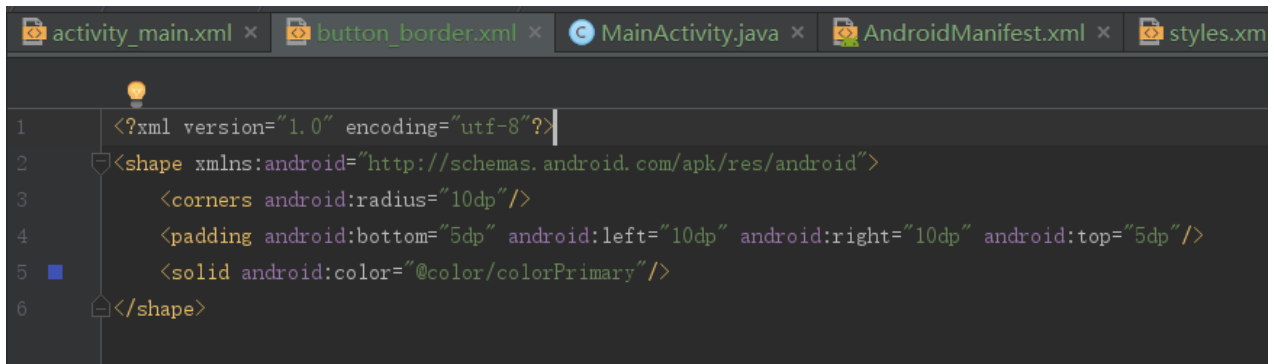 activity_main.xml × button_border.xml × MainActivity.java × AndroidManifest.xml × styles.xm
1 <?xml version="1.0" encoding="utf-8"?>
2 <shape xmlns:android="http://schemas.android.com/apk/res/android">
3 <corners android:radius="10dp"/>
4 <padding android:bottom="5dp" android:left="10dp" android:right="10dp" android:top="5dp"/>
5 <solid android:color="@color/colorPrimary"/>
6 </shape>